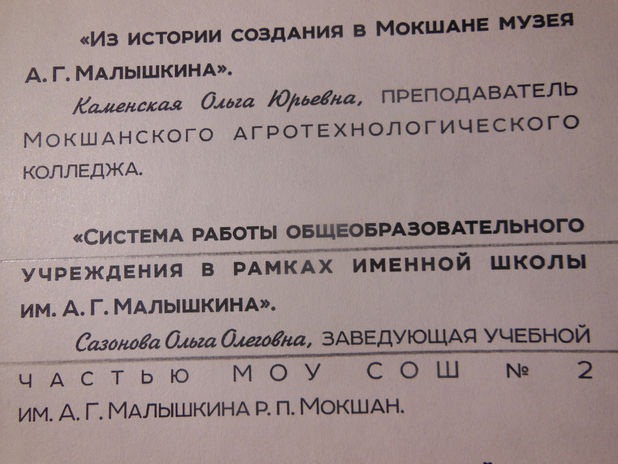 «Из истории создания в Мокшане музея
А. Г. Малышкина».
Каменская Ольга Юрьевна, преподаватель
Мокшанского агротехнологического
колледжа.
«Система работы общеобразовательного
учреждения в рамках именной школы
им. А. Г. Малышкина».
Сазонова Ольга Олеговна, заведующая учебной
частью МОУ СОШ № 2
им. А. Г. Малышкина р. п. Мокшан.